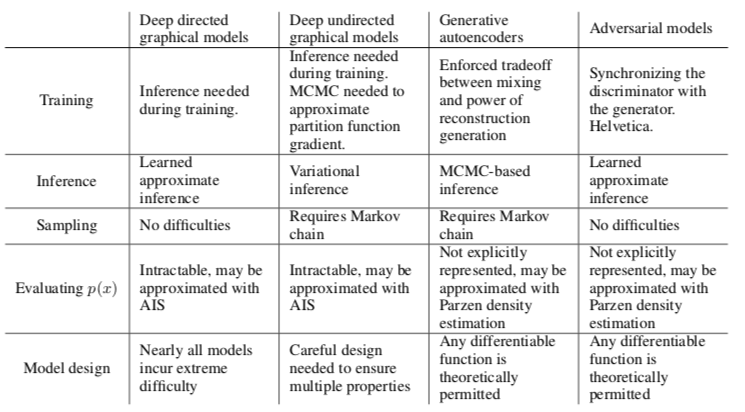 Deep directed
graphical models
Deep undirected
graphical models
Generative
autoencoders
Adversarial models
Training
Inference needed
during training.
Inference needed
during training.
MCMC needed to
approximate
partition function
gradient.
Enforced tradeoff
between mixing
and power of
reconstruction
generation
Synchronizing the
discriminator with
the generator.
Helvetica.
Inference
Learned
approximate
inference
Variational
inference
MCMC-based
inference
Learned
approximate
inference
Sampling
No difficulties
Requires Markov
chain
Requires Markov
chain
No difficulties
Evaluating p(x)
Intractable, may be
approximated with
AIS
Intractable, may be
approximated with
AIS
Not explicitly
represented, may be
approximated with
Parzen density
estimation
Not explicitly
represented, may be
approximated with
Parzen density
estimation
Model design
Nearly all models
incur extreme
difficulty
Careful design
needed to ensure
multiple properties
Any differentiable
function is
theoretically
permitted
Any differentiable
function is
theoretically
permitted